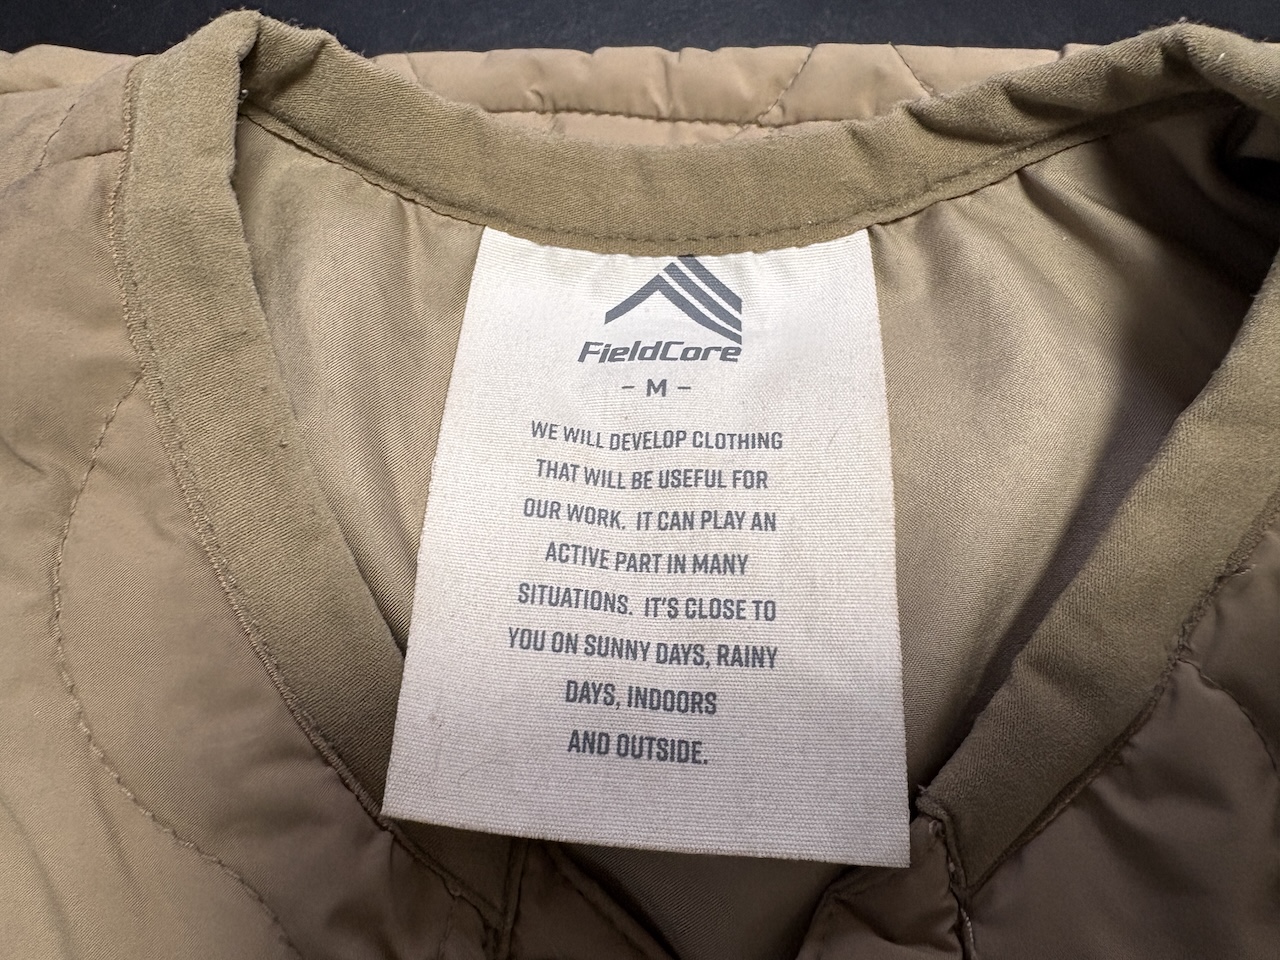 FieldCore
- M -
WE WILL DEVELOP CLOTHING
THAT WILL BE USEFUL FOR
OUR WORK. IT CAN PLAY AN
ACTIVE PART IN MANY
SITUATIONS. IT'S CLOSE TO
YOU ON SUNNY DAYS, RAINY
DAYS, INDOORS
AND OUTSIDE.